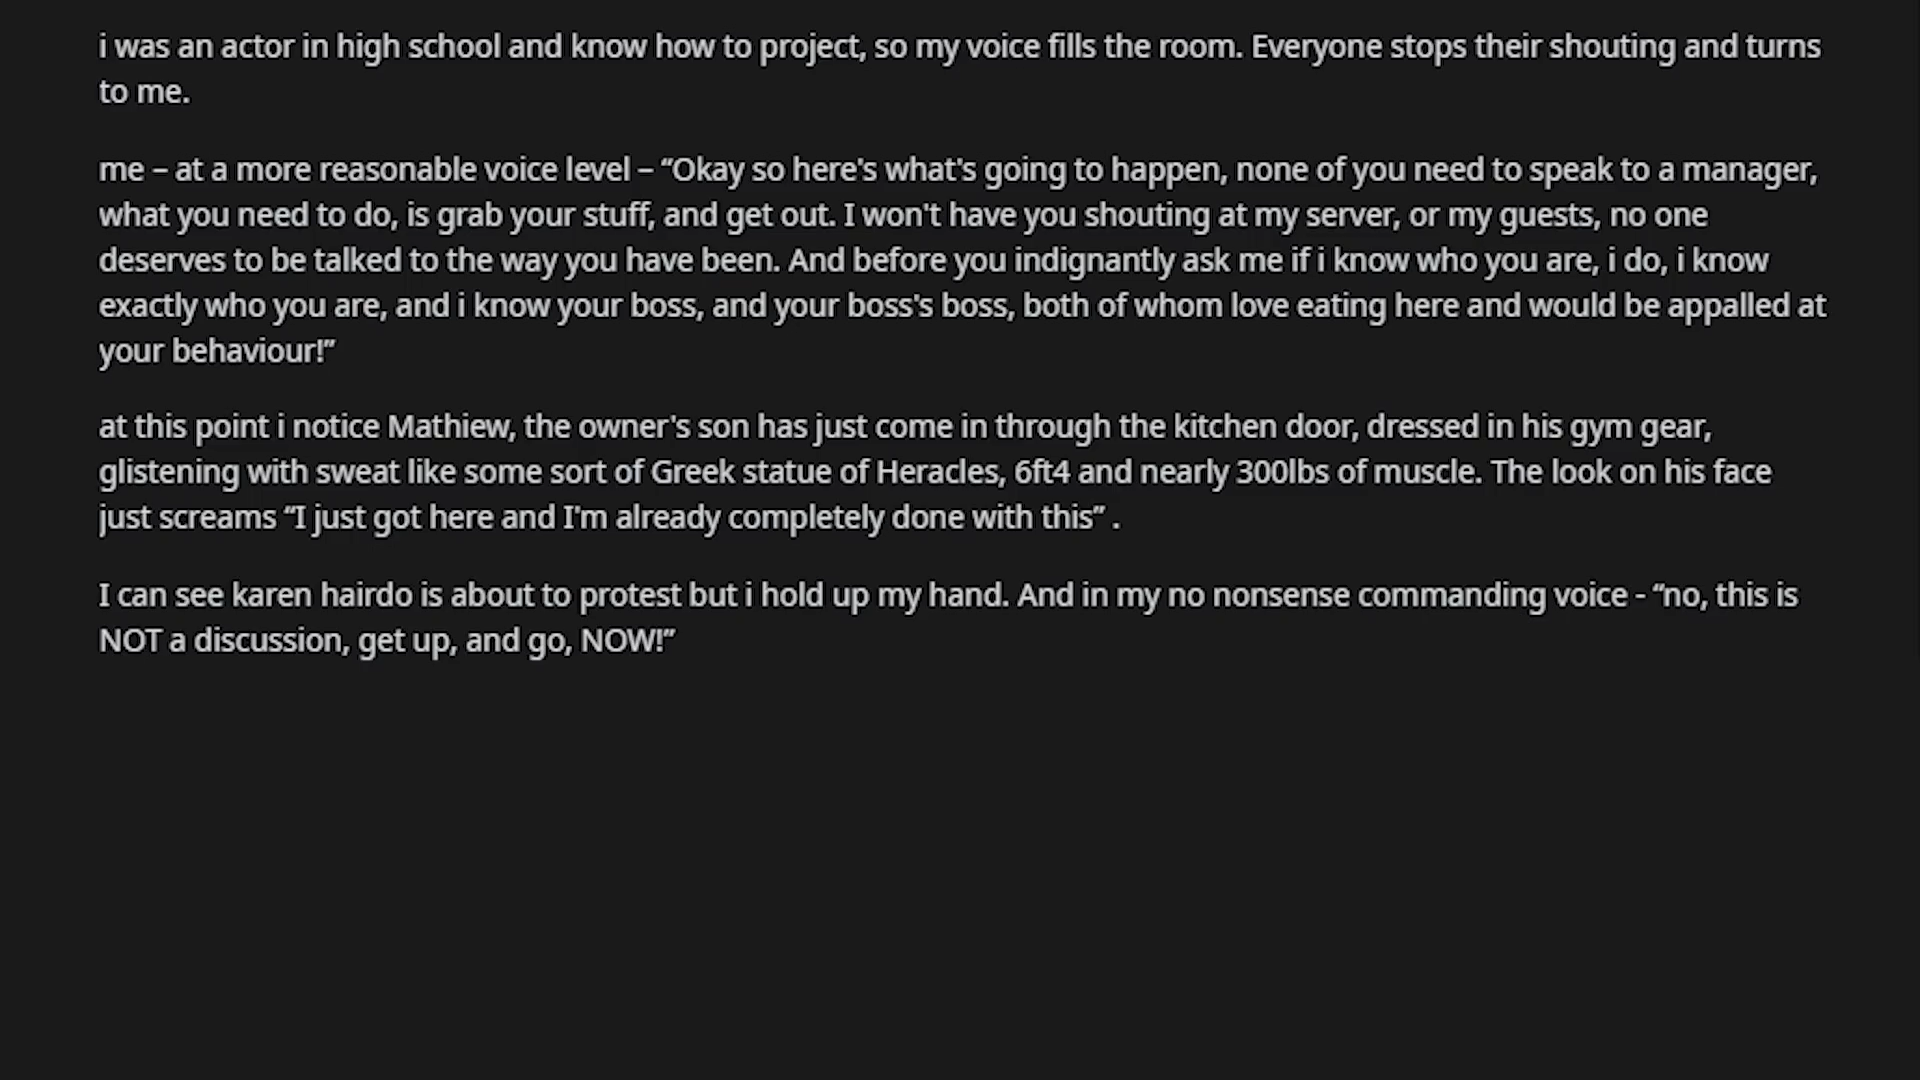 i was an actor in high school and know how to project, so my voice fills the room. Everyone stops their shouting and turns
to me.
me – at a more reasonable voice level – “Okay so here's what's going to happen, none of you need to speak to a manager,
what you need to do, is grab your stuff, and get out. I won't have you shouting at my server, or my guests, no one
deserves to be talked to the way you have been. And before you indignantly ask me if i know who you are, i do, i know
exactly who you are, and i know your boss, and your boss's boss, both of whom love eating here and would be appalled at
your behaviour!”
at this point i notice Mathiew, the owner's son has just come in through the kitchen door, dressed in his gym gear,
glistening with sweat like some sort of Greek statue of Heracles, 6ft4 and nearly 300lbs of muscle. The look on his face
just screams “I just got here and I'm already completely done with this” .
I can see karen hairdo is about to protest but i hold up my hand. And in my no nonsense commanding voice - “no, this is
NOT a discussion, get up, and go, NOW!”